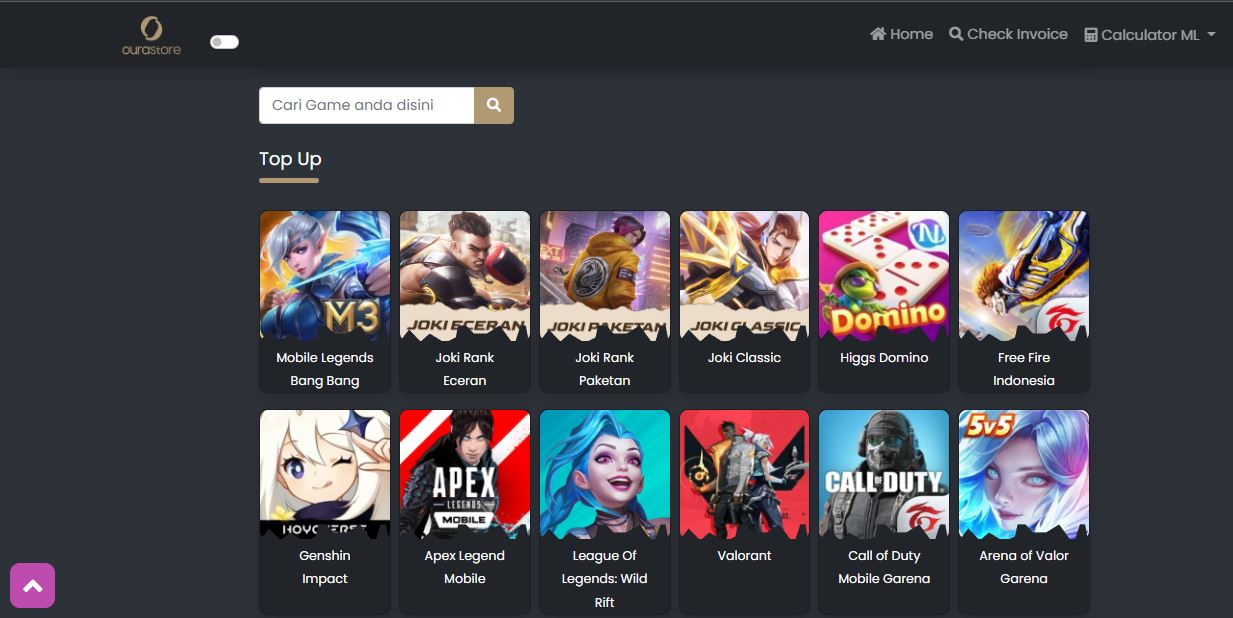 ourastore
Home
Check Invoice
Calculator ML
Cari Game anda disini
Top Up
M3
JOKI ECERAN
JOKI PAKETAN
JOKI CLASSIC
Domino
Mobile Legends
Bang Bang
Joki Rank
Eceran
Joki Rank
Paketan
Joki Classic
Higgs Domino
Free Fire
Indonesia
5v5
APEX
LEGENDS
MOBILE
CALL OF DUTY
HOYOVERSE
Genshin
Impact
Apex Legend
Mobile
League Of
Legends: Wild
Rift
Valorant
Call of Duty
Mobile Garena
Arena of Valor
Garena